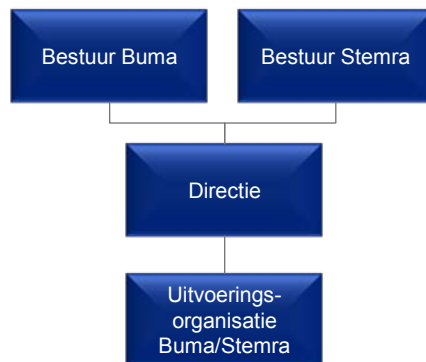 Bestuur Buma
Bestuur Stemra
Directie
Uitvoerings-
organisatie
Buma/Stemra